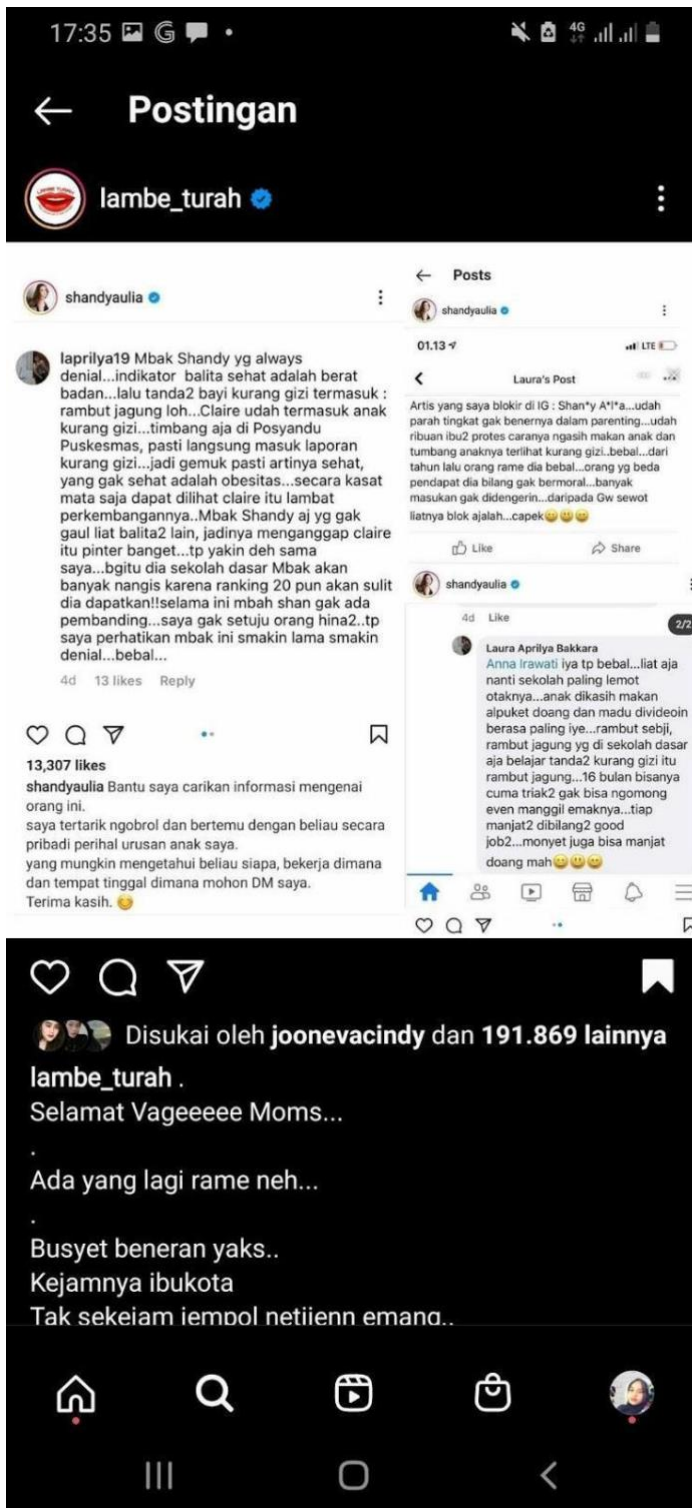 17:35
4G
Postingan
lambe_turah
shandyaulia
laprilya19 Mbak Shandy yg always
denial...indikator balita sehat adalah berat
badan...lalu tanda2 bayi kurang gizi termasuk :
rambut jagung loh...Claire udah termasuk anak
kurang gizi...timbang aja di Posyandu
Puskesmas, pasti langsung masuk laporan
kurang gizi...jadi gemuk pasti artinya sehat,
yang gak sehat adalah obesitas...secara kasat
mata saja dapat dilihat claire itu lambat
perkembangannya..Mbak Shandy aj yg gak
gaul liat balita2 lain, jadinya menganggap claire
itu pinter banget...tp yakin deh sama
saya...bgitu dia sekolah dasar Mbak akan
banyak nangis karena ranking 20 pun akan sulit
dia dapatkan!!selama ini mbah shan gak ada
pembanding...saya gak setuju orang hina2..tp
saya perhatikan mbak ini smakin lama smakin
denial...bebal...
4d 13 likes Reply
13,307 likes
shandyaulia Bantu saya carikan informasi mengenai
orang ini.
saya tertarik ngobrol dan bertemu dengan beliau secara
pribadi perihal urusan anak saya.
yang mungkin mengetahui beliau siapa, bekerja dimana
dan tempat tinggal dimana mohon DM saya.
Terima kasih. 😊
Posts
shandyaulia
01.13
LTE
Laura's Post
Artis yang saya blokir di IG : Shan*y A*l*a...udah
parah tingkat gak benernya dalam parenting...udah
ribuan ibu2 protes caranya ngasih makan anak dan
tumbang anaknya terlihat kurang gizi..bebal...dari
tahun lalu orang rame dia bebal...orang yg beda
pendapat dia bilang gak bermoral...banyak
masukan gak didengerin...daripada Gw sewot
liatnya blok ajalah...capek😄😄😄
Like Share
shandyaulia
4d Like
2/2
Laura Aprilya Bakkara
Anna Irawati iya tp bebal...liat aja
nanti sekolah paling lemot
otaknya...anak dikasih makan
alpuket doang dan madu divideoin
berasa paling iye...rambut sebji,
rambut jagung yg di sekolah dasar
aja belajar tanda2 kurang gizi itu
rambut jagung...16 bulan bisanya
cuma triak2 gak bisa ngomong
even manggil emaknya...tiap
manjat2 dibilang2 good
job2...monyet juga bisa manjat
doang mah😄😄😄
Disukai oleh joonevacindy dan 191.869 lainnya
lambe_turah .
Selamat Vageeeee Moms...
.
Ada yang lagi rame neh...
.
Busyet beneran yaks..
Kejamnya ibukota
Tak sekejam jempol netijenn emang..